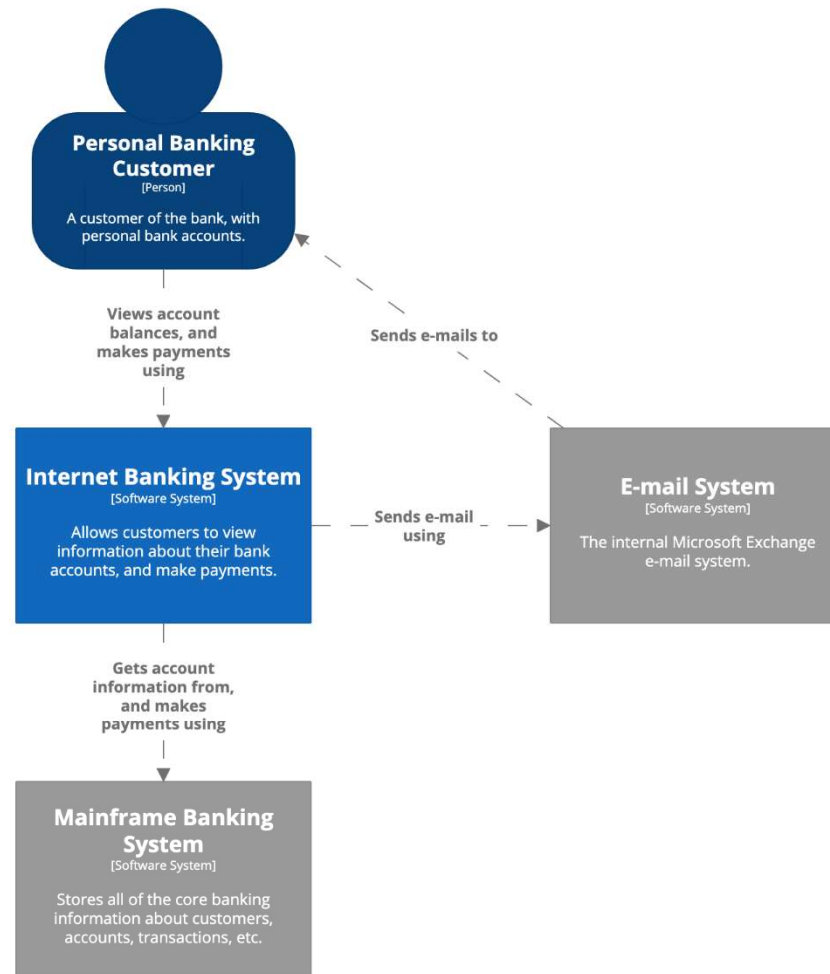 Personal Banking
Customer
[Person]
A customer of the bank, with
personal bank accounts.
Views account
balances, and
makes payments
using
Sends e-mails to
Internet Banking System
[Software System]
Allows customers to view
information about their bank
accounts, and make payments.
Sends e-mail
using
E-mail System
[Software System]
The internal Microsoft Exchange
e-mail system.
Gets account
information from,
and makes
payments using
Mainframe Banking
System
[Software System]
Stores all of the core banking
information about customers,
accounts, transactions, etc.